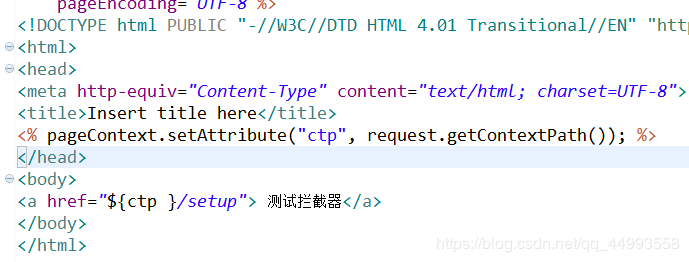 pageEncoding="UTF-8"%>
<!DOCTYPE html PUBLIC "-//W3C//DTD HTML 4.01 Transitional//EN" "http
<html>
<head>
<meta http-equiv="Content-Type" content="text/html; charset=UTF-8">
<title>Insert title here</title>
<% pageContext.setAttribute("ctp", request.getContextPath()); %>
</head>
<body>
<a href="${ctp }/setup"> 测试拦截器</a>
</body>
</html>
https://blog.csdn.net/qq_44993558